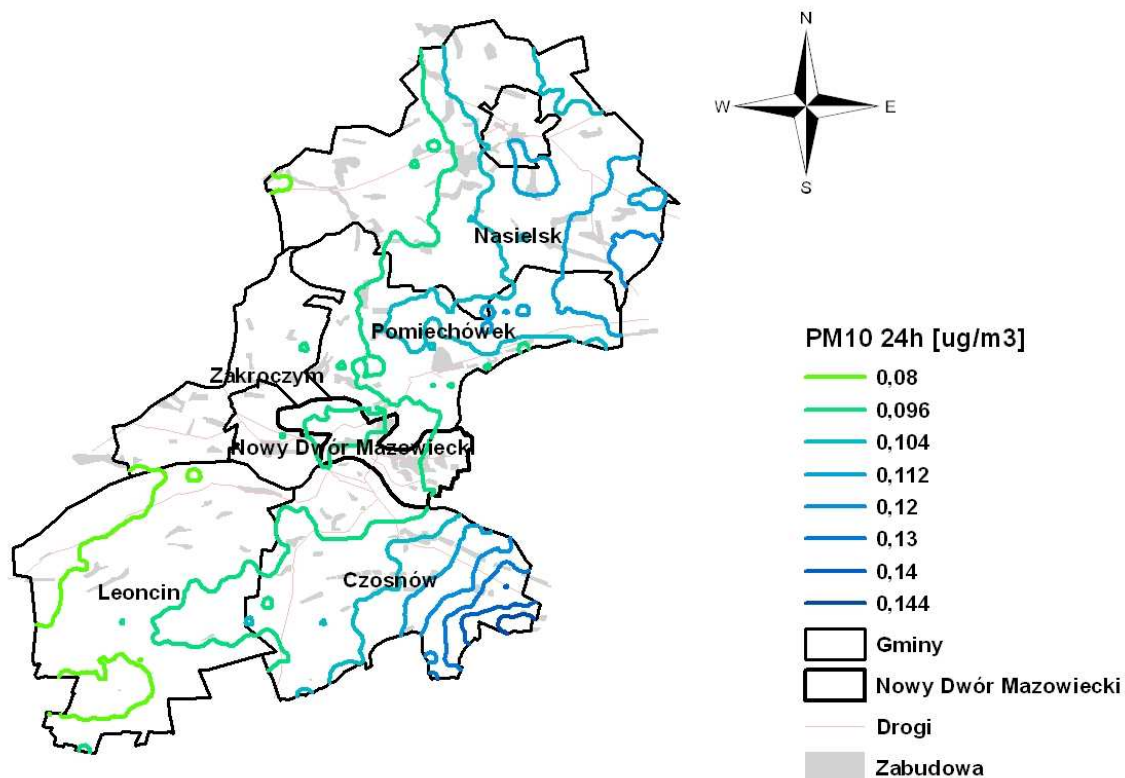 N
W
E
S
Nasielsk
Pomiechówek
Zakroczym
Nowy Dwór Mazowiecki
Leoncin
Czosnów
PM10 24h [ug/m3]
0,08
0,096
0,104
0,112
0,12
0,13
0,14
0,144
Gminy
Nowy Dwór Mazowiecki
Drogi
Zabudowa